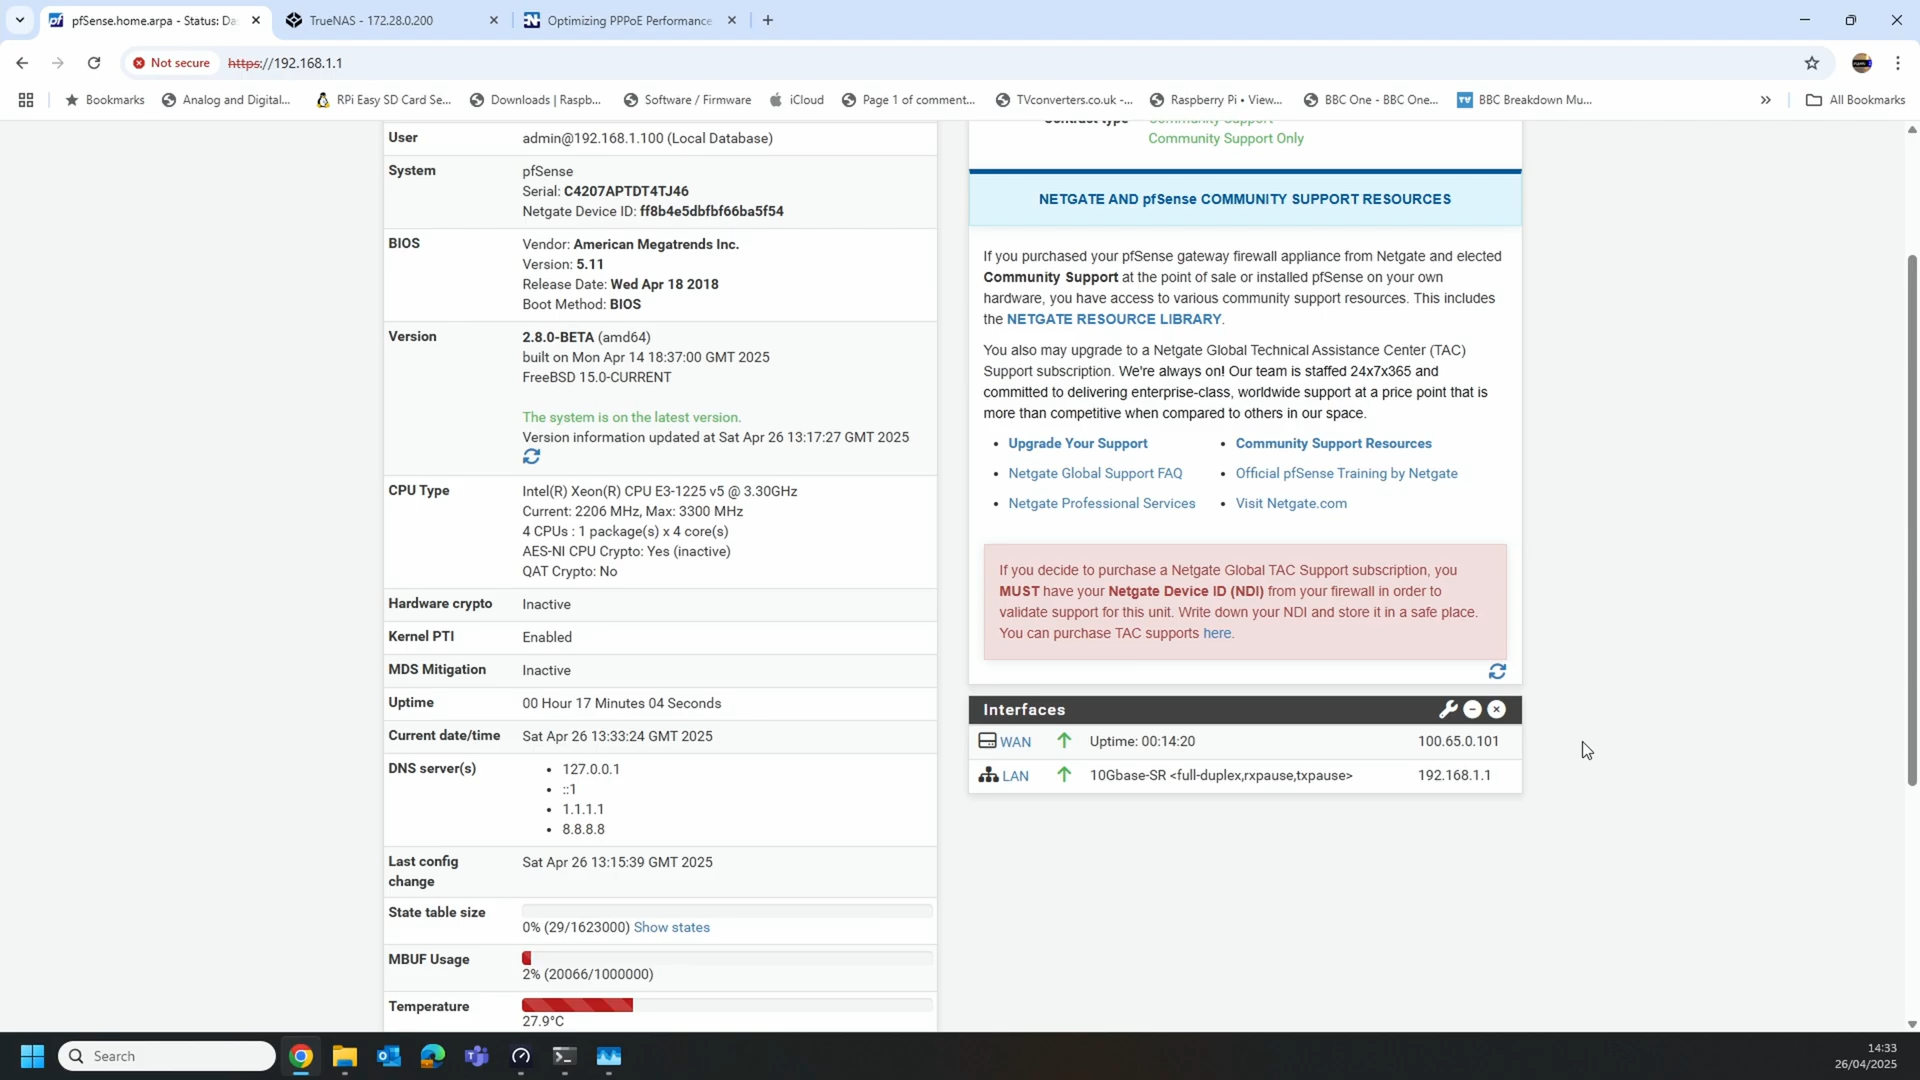 pfSense.home.arpa - Status: Da
TrueNAS - 172.28.0.200
Optimizing PPPoE Performance
Not secure
https://192.168.1.1
Bookmarks
Analog and Digital...
RPi Easy SD Card Se...
Downloads | Raspb...
Software / Firmware
iCloud
Page 1 of comment...
TVconverters.co.uk -...
Raspberry Pi • View...
BBC One - BBC One...
BBC Breakdown Mu...
All Bookmarks
User
admin@192.168.1.100 (Local Database)
System
pfSense
Serial: C4207APTDT4TJ46
Netgate Device ID: ff8b4e5dbfbf66ba5f54
BIOS
Vendor: American Megatrends Inc.
Version: 5.11
Release Date: Wed Apr 18 2018
Boot Method: BIOS
Version
2.8.0-BETA (amd64)
built on Mon Apr 14 18:37:00 GMT 2025
FreeBSD 15.0-CURRENT
The system is on the latest version.
Version information updated at Sat Apr 26 13:17:27 GMT 2025
CPU Type
Intel(R) Xeon(R) CPU E3-1225 v5 @ 3.30GHz
Current: 2206 MHz, Max: 3300 MHz
4 CPUs : 1 package(s) x 4 core(s)
AES-NI CPU Crypto: Yes (inactive)
QAT Crypto: No
Hardware crypto
Inactive
Kernel PTI
Enabled
MDS Mitigation
Inactive
Uptime
00 Hour 17 Minutes 04 Seconds
Current date/time
Sat Apr 26 13:33:24 GMT 2025
DNS server(s)
• 127.0.0.1
• ::1
• 1.1.1.1
• 8.8.8.8
Last config
change
Sat Apr 26 13:15:39 GMT 2025
State table size
0% (29/1623000) Show states
MBUF Usage
2% (20066/1000000)
Temperature
27.9°C
Contract type
Community Support
Community Support Only
NETGATE AND pfSense COMMUNITY SUPPORT RESOURCES
If you purchased your pfSense gateway firewall appliance from Netgate and elected
Community Support at the point of sale or installed pfSense on your own
hardware, you have access to various community support resources. This includes
the NETGATE RESOURCE LIBRARY.
You also may upgrade to a Netgate Global Technical Assistance Center (TAC)
Support subscription. We're always on! Our team is staffed 24x7x365 and
committed to delivering enterprise-class, worldwide support at a price point that is
more than competitive when compared to others in our space.
• Upgrade Your Support
• Community Support Resources
• Netgate Global Support FAQ
• Official pfSense Training by Netgate
• Netgate Professional Services
• Visit Netgate.com
If you decide to purchase a Netgate Global TAC Support subscription, you
MUST have your Netgate Device ID (NDI) from your firewall in order to
validate support for this unit. Write down your NDI and store it in a safe place.
You can purchase TAC supports here.
Interfaces
WAN
Uptime: 00:14:20
100.65.0.101
LAN
10Gbase-SR <full-duplex,rxpause,txpause>
192.168.1.1
Search
14:33
26/04/2025